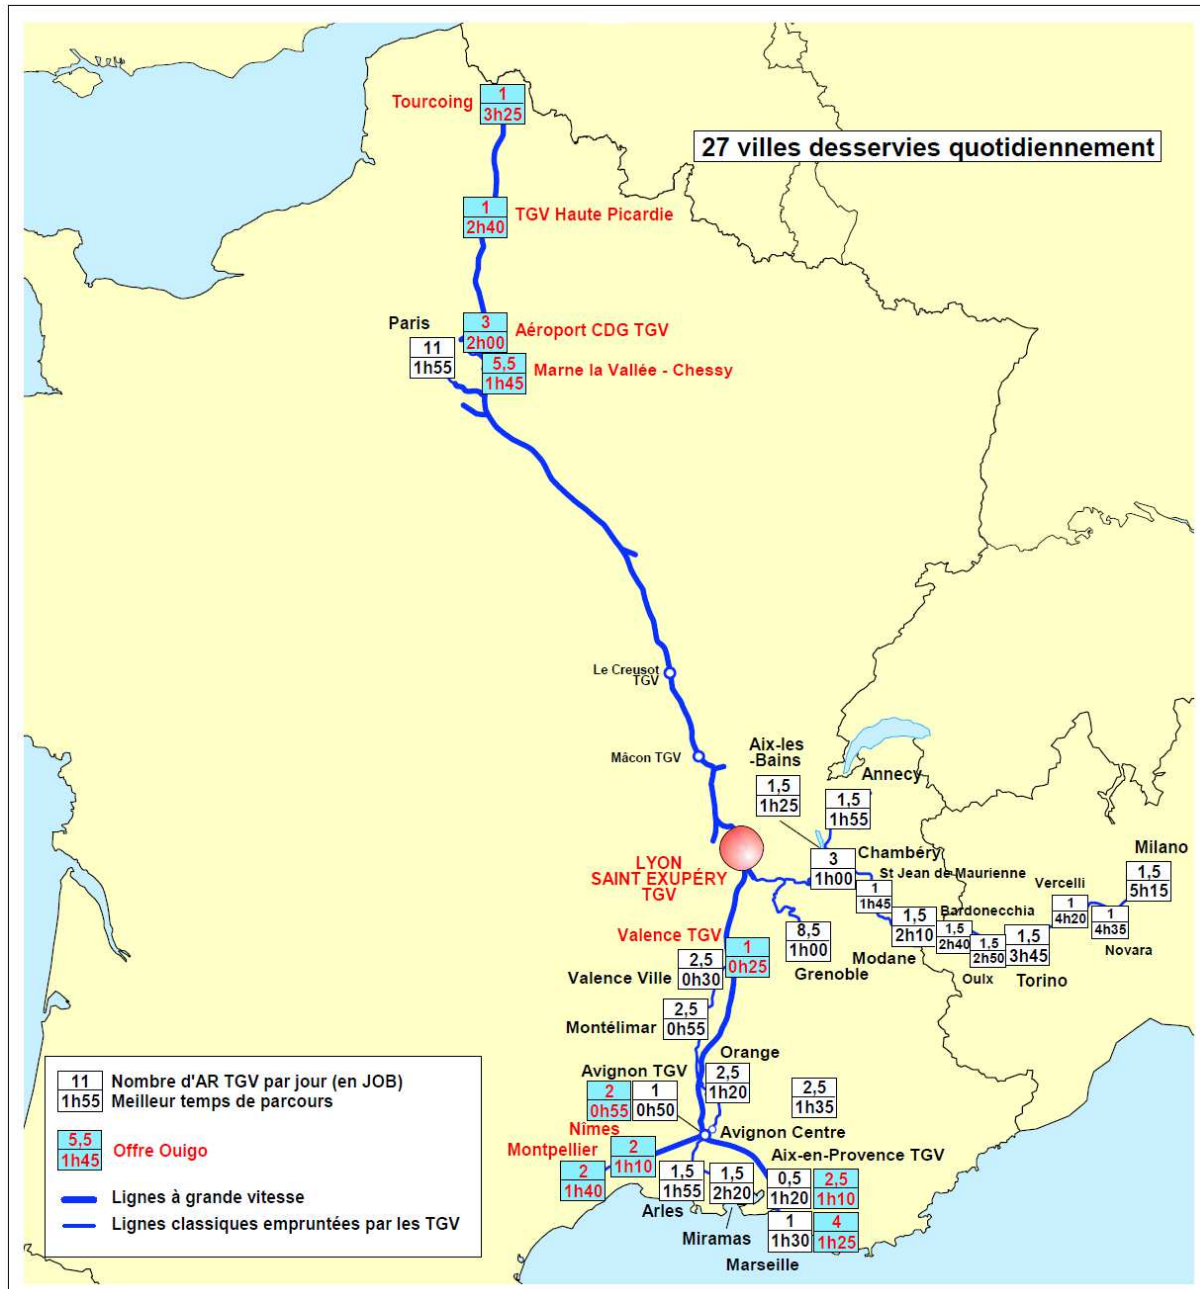 Tourcoing
1
3h25
27 villes desservies quotidiennement
1
2h40
TGV Haute Picardie
Paris
11
1h55
3
2h00
Aéroport CDG TGV
5,5
1h45
Marne la Vallée - Chessy
Le Creusot
TGV
Mâcon TGV
Aix-les
-Bains
1,5
1h25
Annecy
1,5
1h55
LYON
SAINT EXUPÉRY
TGV
3
1h00
Chambéry
St Jean de Maurienne
1
1h45
Milano
1,5
5h15
Vercelli
1
4h20
1
4h35
Novara
Bardonecchia
1,5
2h10
Modane
1,5
2h40
1,5
2h50
Oulx
1,5
3h45
Torino
8,5
1h00
Grenoble
Valence TGV
1
0h25
Valence Ville
2,5
0h30
Montélimar
2,5
0h55
Orange
2,5
1h20
Avignon TGV
2
0h55
1
0h50
2,5
1h35
Avignon Centre
Nîmes
2
1h10
Montpellier
2
1h40
1,5
1h55
Arles
1,5
2h20
Miramas
Aix-en-Provence TGV
0,5
1h20
2,5
1h10
1
1h30
4
1h25
Marseille
11
1h55
Nombre d'AR TGV par jour (en JOB)
Meilleur temps de parcours
5,5
1h45
Offre Ouigo
Lignes à grande vitesse
Lignes classiques empruntées par les TGV